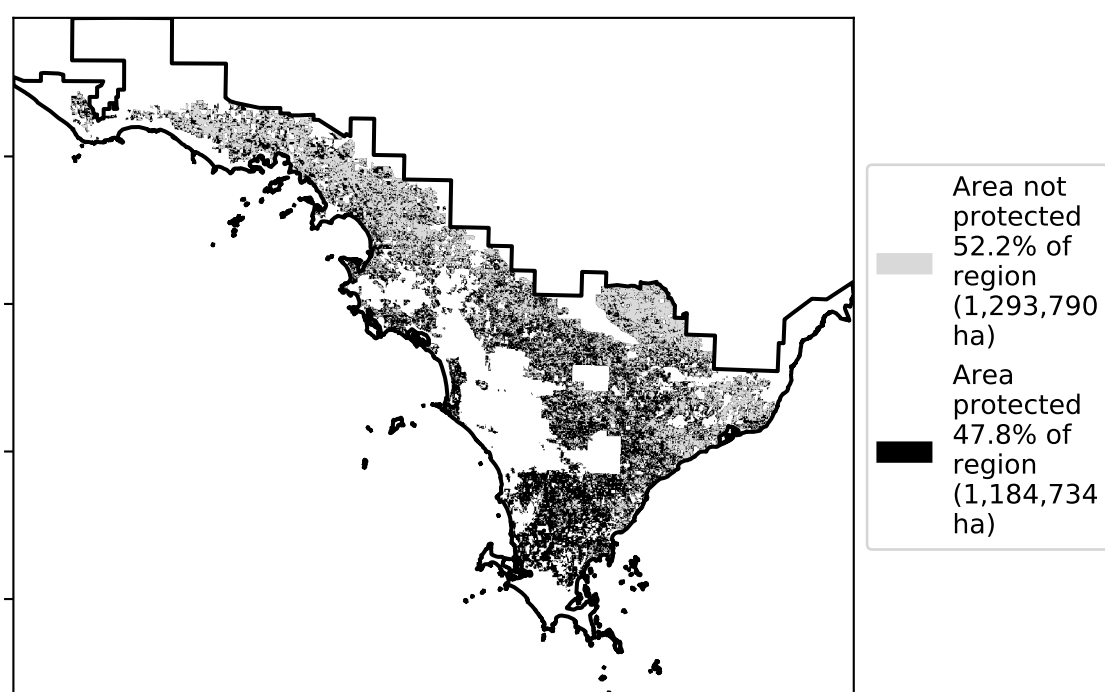 Area not
protected
52.2% of
region
(1,293,790
ha)
Area
protected
47.8% of
region
(1,184,734
ha)